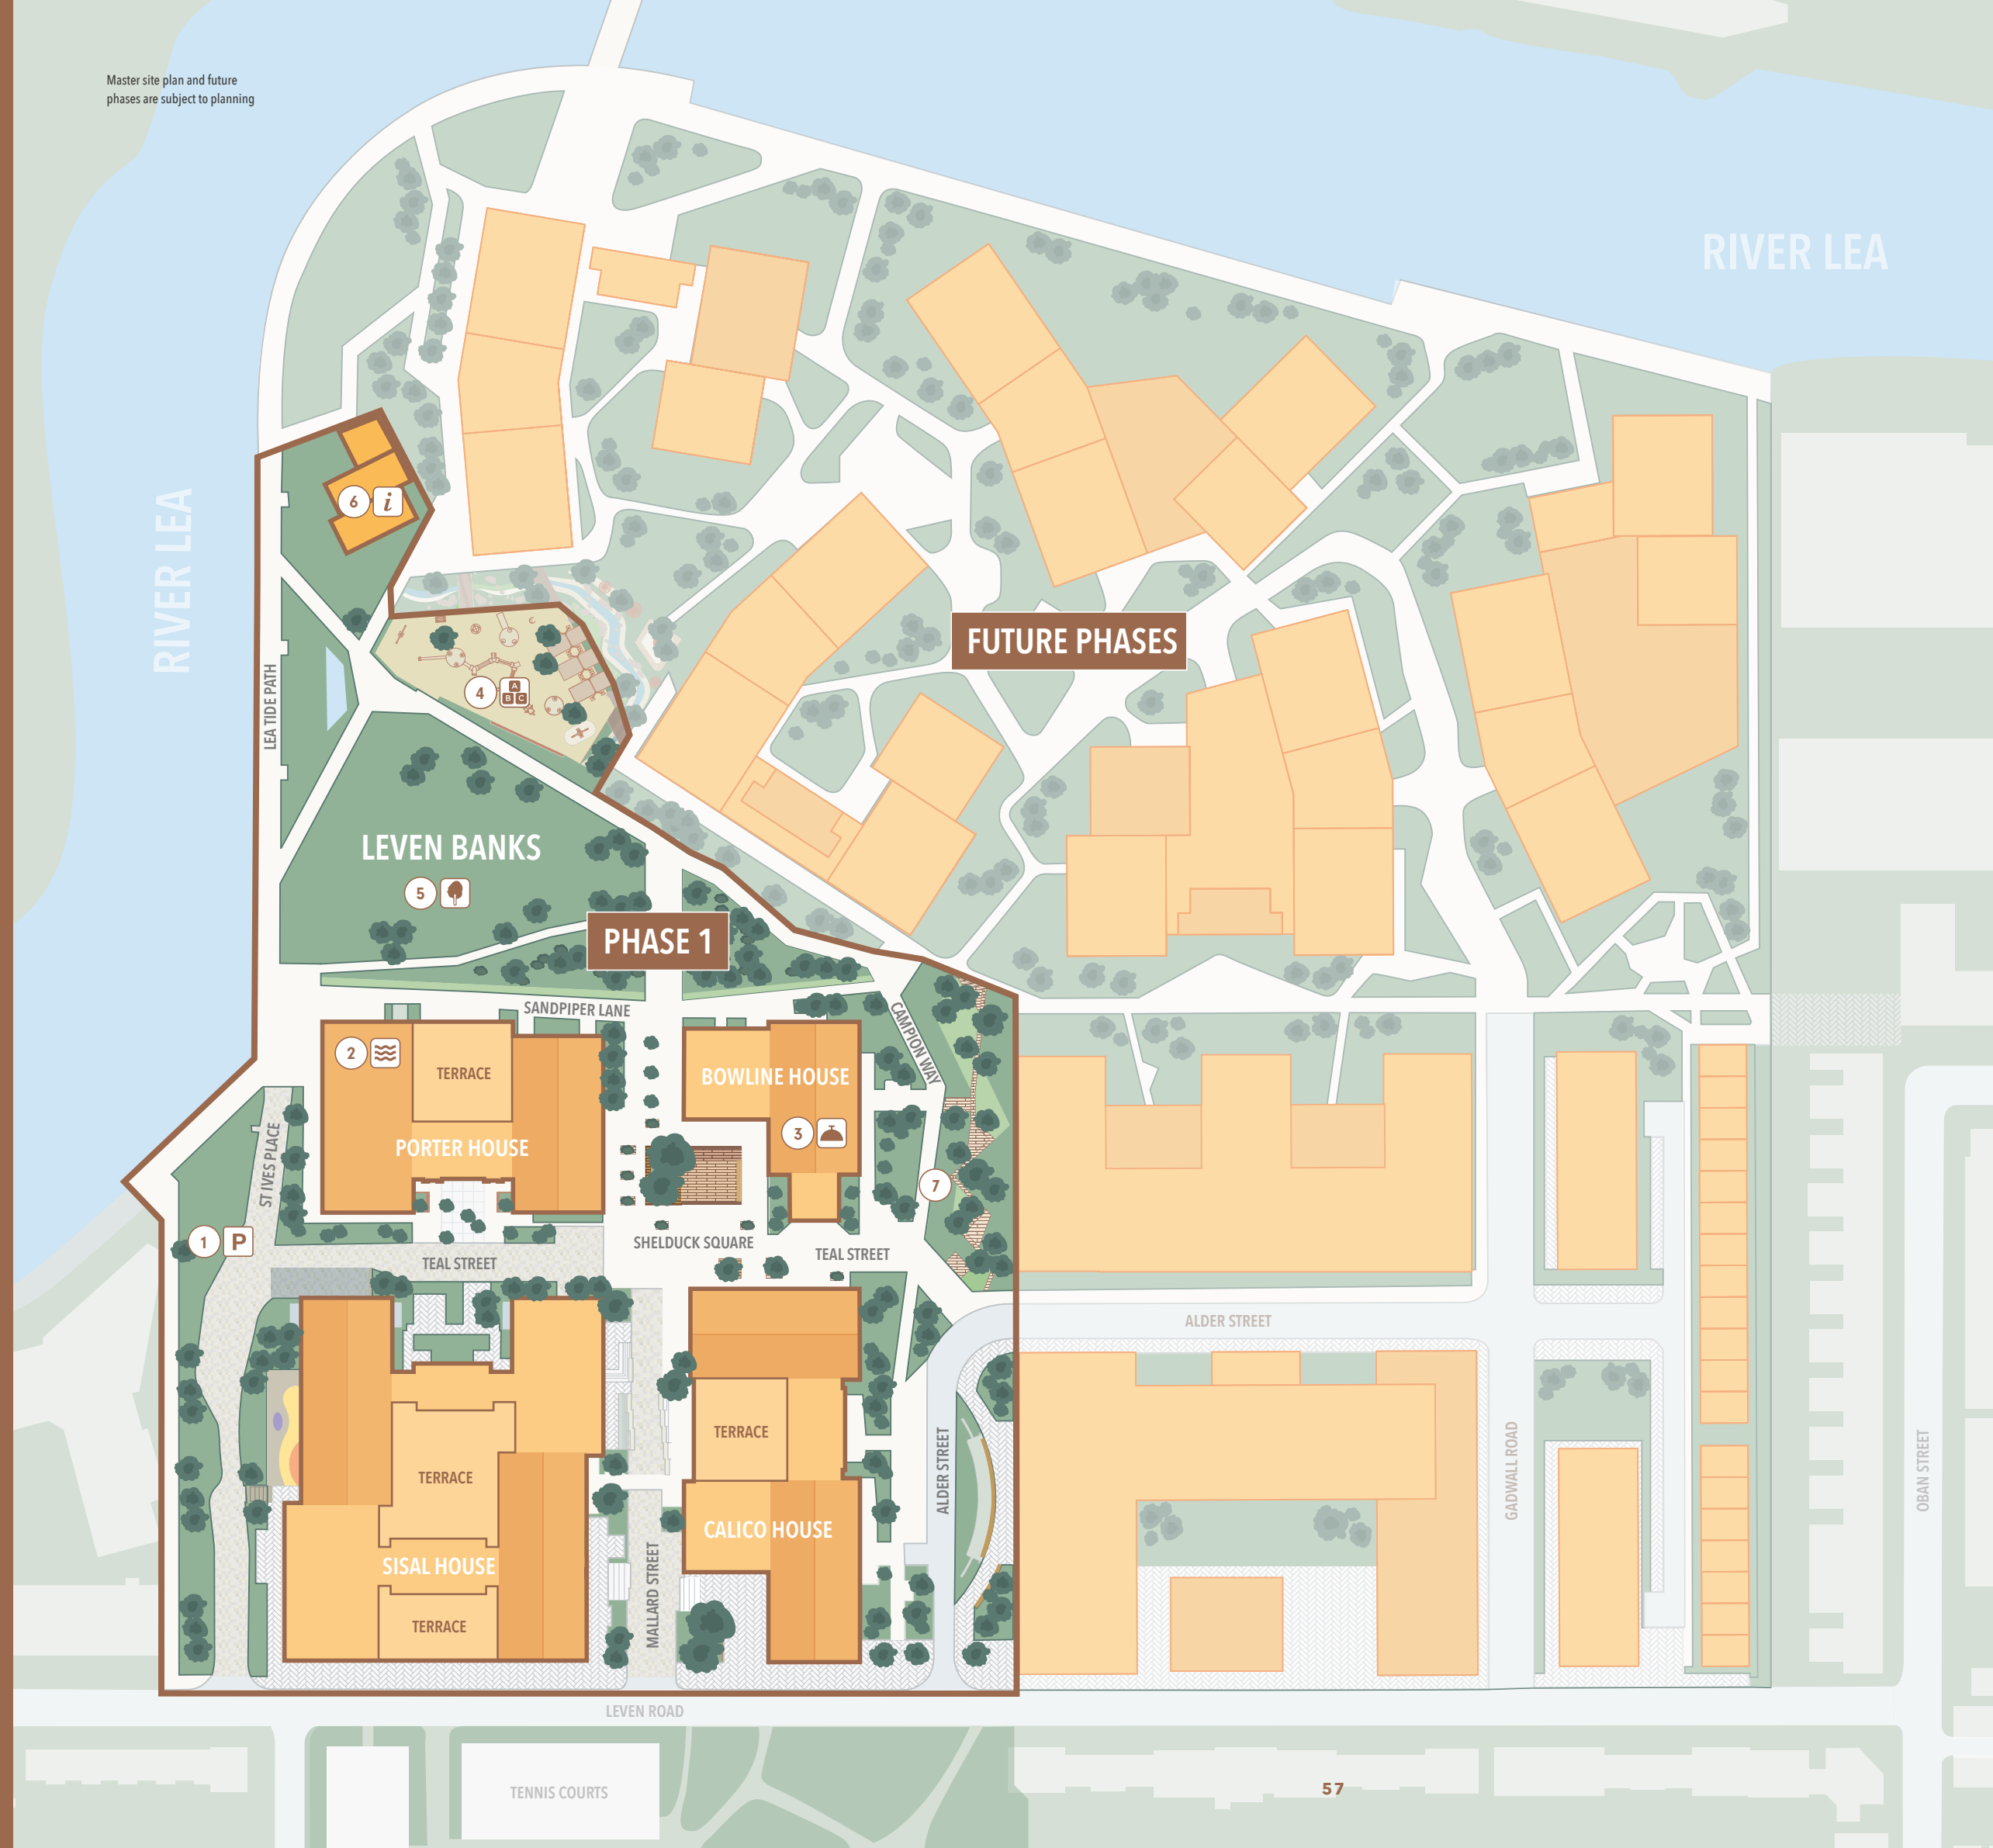 Master site plan and future
phases are subject to planning
RIVER LEA
RIVER LEA
6
i
FUTURE PHASES
4
A
B C
LEA TIDE PATH
LEVEN BANKS
5
PHASE 1
SANDPIPER LANE
CAMPION WAY
2
TERRACE
BOWLINE HOUSE
3
PORTER HOUSE
ST IVES PLACE
7
1
P
SHELDUCK SQUARE
TEAL STREET
TEAL STREET
ALDER STREET
TERRACE
TERRACE
ALDER STREET
GADWALL ROAD
OBAN STREET
CALICO HOUSE
SISAL HOUSE
MALLARD STREET
TERRACE
LEVEN ROAD
TENNIS COURTS
57